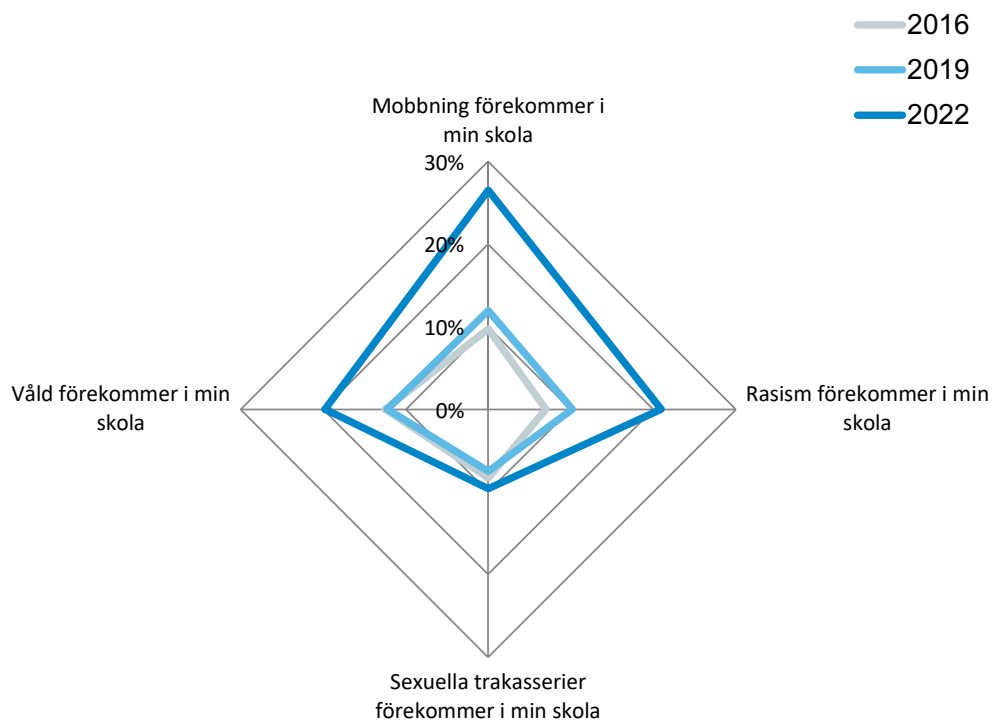 2016
2019
2022
Mobbning förekommer i
min skola
30%
20%
10%
0%
Våld förekommer i min
skola
Rasism förekommer i min
skola
Sexuella trakasserier
förekommer i min skola